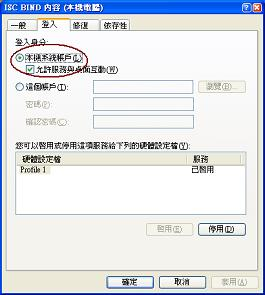 ISC BIND 內容 (本機電腦)
一般 登入 修復 依存性
登入身分:
本機系統帳戶(L)
允許服務與桌面互動(W)
這個帳戶(T): 瀏覽(B)...
密碼(P):
確認密碼(C):
您可以啟用或停用這項服務給下列的硬體設定檔(Y):
硬體設定檔 服務
Profile 1 已啟用
啟用(E) 停用(D)
確定 取消 套用(A)